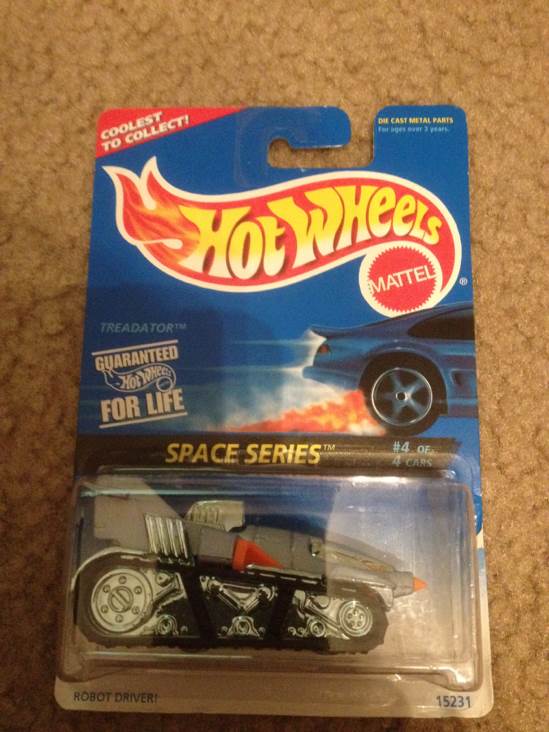 COOLEST
TO COLLECT!
DIE CAST METAL PARTS
For ages over 3 years.
HOT WHEELS
MATTEL
®
TREADATOR™
GUARANTEED
HOT WHEELS
FOR LIFE
SPACE SERIES™
#4 OF
4 CARS
ROBOT DRIVER!
15231